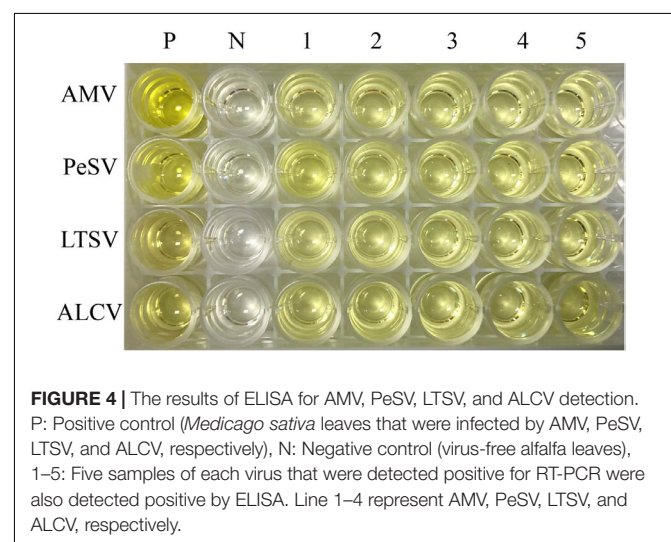 P N 1 2 3 4 5
AMV
PeSV
LTSV
ALCV
FIGURE 4 | The results of ELISA for AMV, PeSV, LTSV, and ALCV detection.
P: Positive control (Medicago sativa leaves that were infected by AMV, PeSV,
LTSV, and ALCV, respectively), N: Negative control (virus-free alfalfa leaves),
1–5: Five samples of each virus that were detected positive for RT-PCR were
also detected positive by ELISA. Line 1–4 represent AMV, PeSV, LTSV, and
ALCV, respectively.